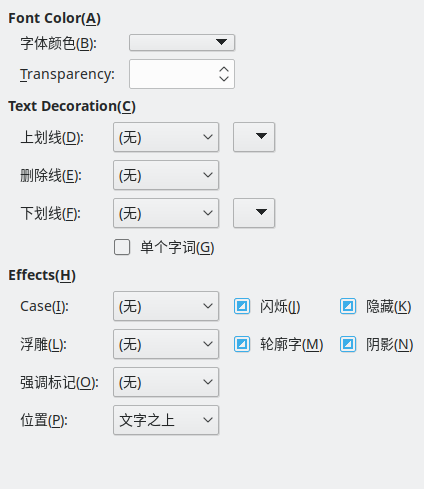 Font Color(A)
字体颜色(B):
Transparency:
Text Decoration(C)
上划线(D): (无)
删除线(E): (无)
下划线(F): (无)
单个字词(G)
Effects(H)
Case(I): (无) 闪烁(J) 隐藏(K)
浮雕(L): (无) 轮廓字(M) 阴影(N)
强调标记(O): (无)
位置(P): 文字之上